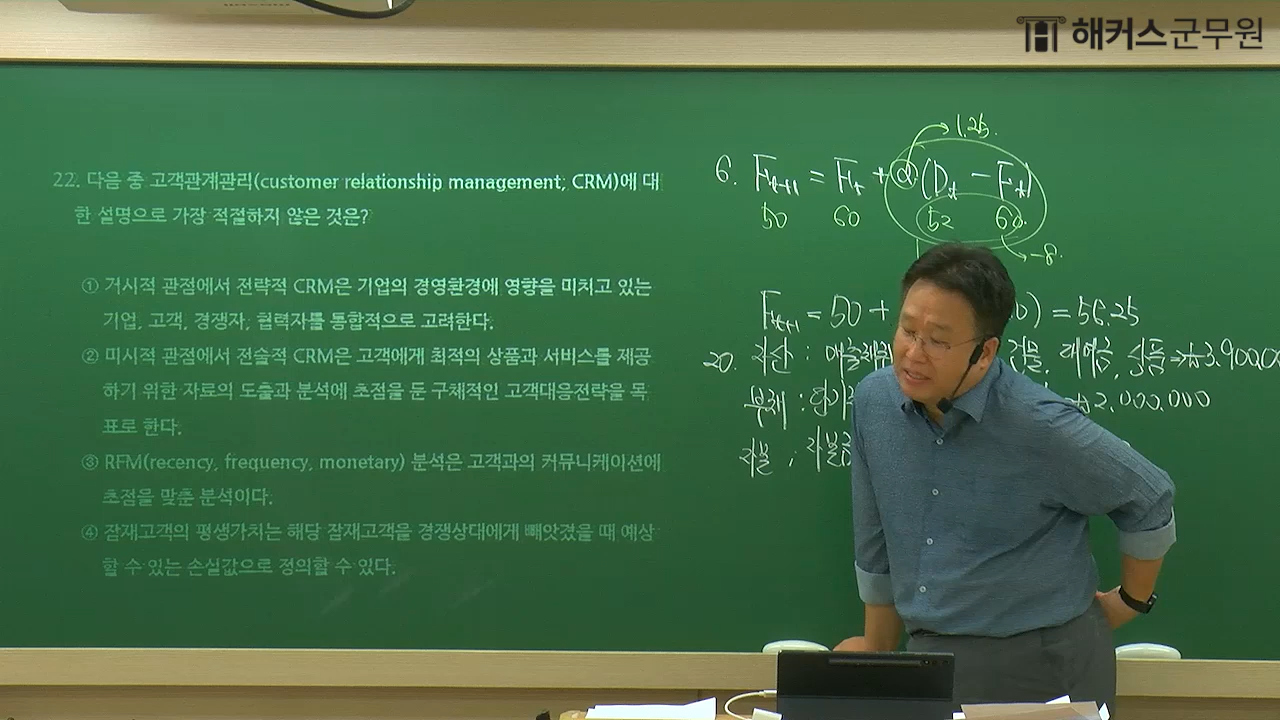 해커스군무원
22. 다음 중 고객관계관리(customer relationship management, CRM)에 대
한 설명으로 가장 적절하지 않은 것은?
① 거시적 관점에서 전략적 CRM은 기업의 경영환경에 영향을 미치고 있는
기업, 고객, 경쟁자, 협력자를 통합적으로 고려한다.
② 미시적 관점에서 전술적 CRM은 고객에게 최적의 상품과 서비스를 제공
하기 위한 자료의 도출과 분석에 초점을 둔 구체적인 고객대응전략을 목
표로 한다.
③ RFM(recency, frequency, monetary) 분석은 고객과의 커뮤니케이션에
초점을 맞춘 분석이다.
④ 잠재고객의 평생가치는 해당 잠재고객을 경쟁상대에게 빼앗겼을 때 예상
할 수 있는 손실값으로 정의할 수 있다.
1.25.
6. Ft+1 = Ft + α(Dt - Ft)
50 60 52 60
-8.
Ft+1 = 50 + 0) = 56.25
20. 자산 : 대여금, 상품 → ₩3,900,00
부채 : ₩2,000,000
자본 :